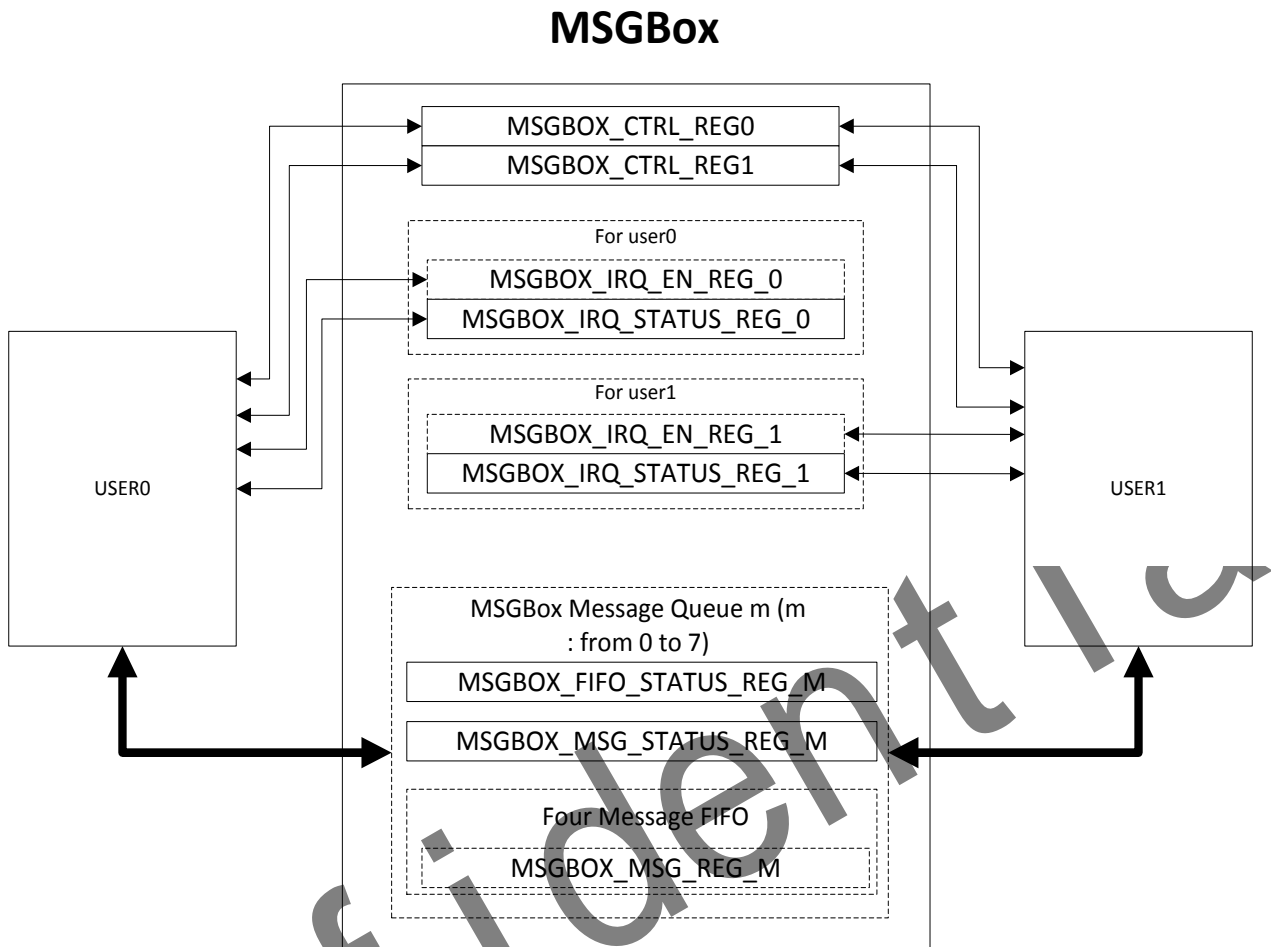 MSGBox
MSGBOX_CTRL_REG0
MSGBOX_CTRL_REG1
For user0
MSGBOX_IRQ_EN_REG_0
MSGBOX_IRQ_STATUS_REG_0
For user1
MSGBOX_IRQ_EN_REG_1
MSGBOX_IRQ_STATUS_REG_1
USER0
USER1
MSGBox Message Queue m (m
: from 0 to 7)
MSGBOX_FIFO_STATUS_REG_M
MSGBOX_MSG_STATUS_REG_M
Four Message FIFO
MSGBOX_MSG_REG_M
fidentia